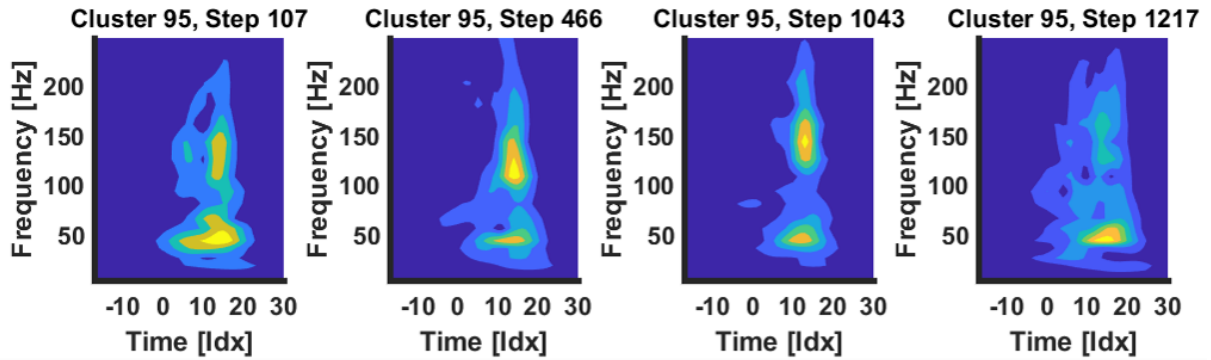 Cluster 95, Step 107
Frequency [Hz]
200
150
100
50
-10 0 10 20 30
Time [Idx]
Cluster 95, Step 466
Frequency [Hz]
200
150
100
50
-10 0 10 20 30
Time [Idx]
Cluster 95, Step 1043
Frequency [Hz]
200
150
100
50
-10 0 10 20 30
Time [Idx]
Cluster 95, Step 1217
Frequency [Hz]
200
150
100
50
-10 0 10 20 30
Time [Idx]